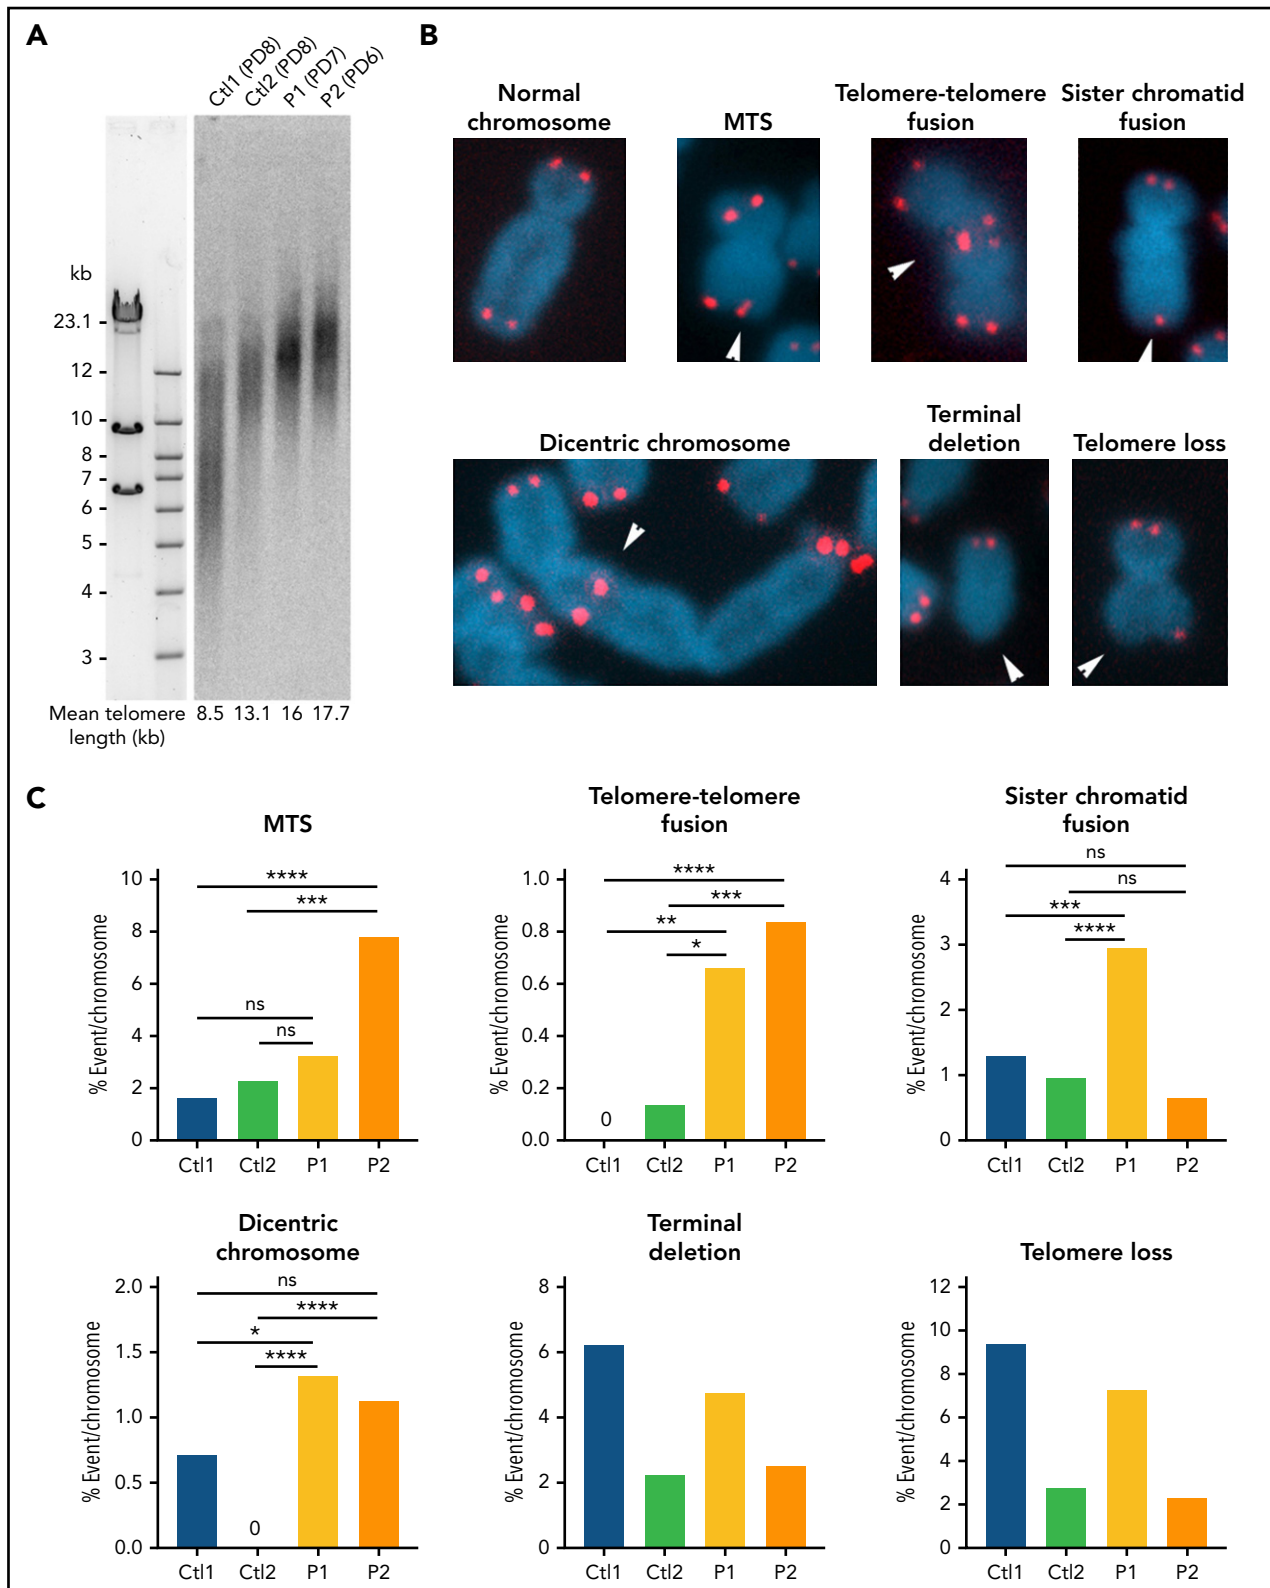 A
Ctl1 (PD8)
Ctl2 (PD8)
P1 (PD7)
P2 (PD6)
kb
23.1
12
10
8
7
6
5
4
3
Mean telomere
length (kb)
8.5 13.1 16 17.7
B
Normal
chromosome
MTS
Telomere-telomere
fusion
Sister chromatid
fusion
Dicentric chromosome
Terminal
deletion
Telomere loss
C
MTS
% Event/chromosome
10
8
6
4
2
0
****
***
ns
ns
Ctl1 Ctl2 P1 P2
Telomere-telomere
fusion
% Event/chromosome
1.0
0.8
0.6
0.4
0.2
0.0
****
***
**
*
0
Ctl1 Ctl2 P1 P2
Sister chromatid
fusion
% Event/chromosome
4
3
2
1
0
ns
ns
***
****
Ctl1 Ctl2 P1 P2
Dicentric
chromosome
% Event/chromosome
2.0
1.5
1.0
0.5
0.0
ns
****
*
****
0
Ctl1 Ctl2 P1 P2
Terminal
deletion
% Event/chromosome
8
6
4
2
0
Ctl1 Ctl2 P1 P2
Telomere loss
% Event/chromosome
12
10
8
6
4
2
0
Ctl1 Ctl2 P1 P2